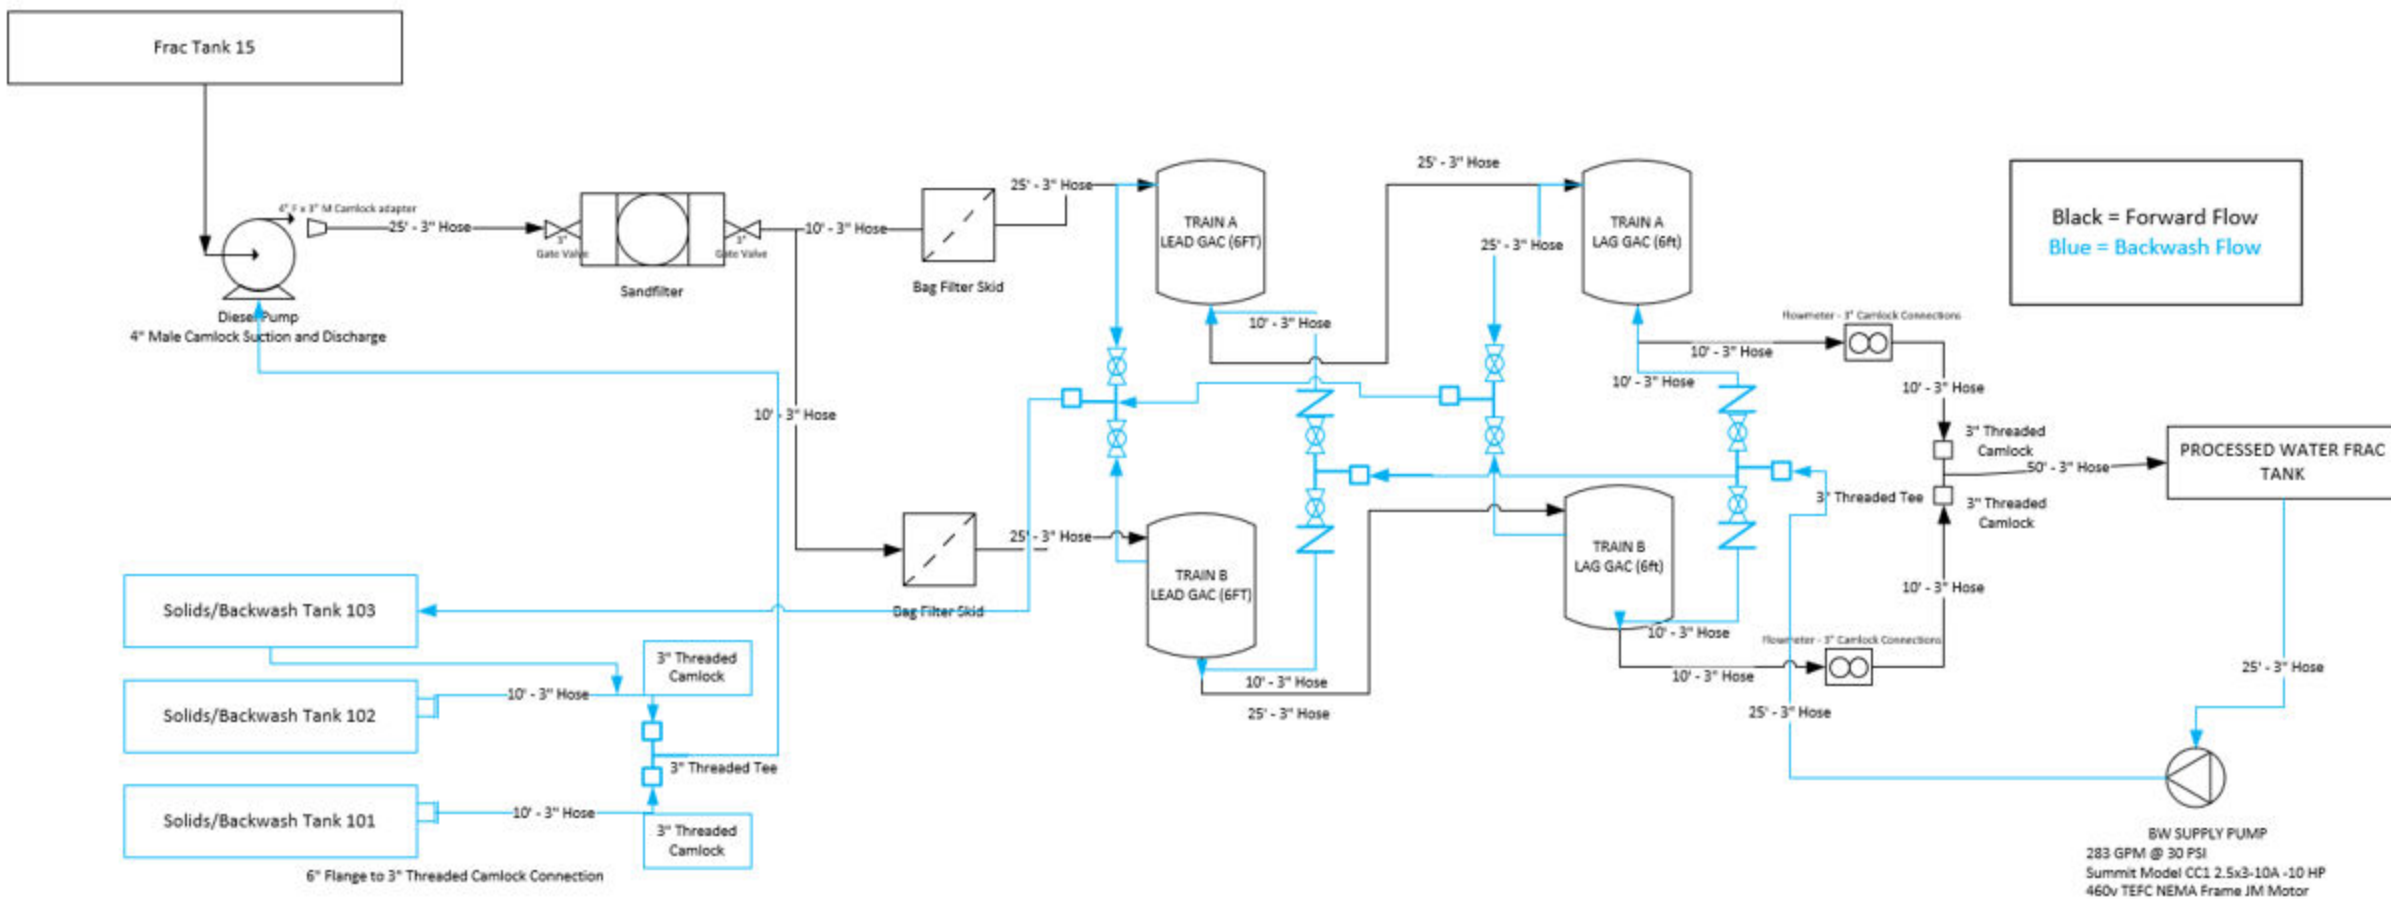 Frac Tank 15
4" F x 3" M Camlock adapter
25' - 3" Hose
3"
Gate Valve
3"
Gate Valve
Sandfilter
Diesel Pump
4" Male Camlock Suction and Discharge
10' - 3" Hose
Bag Filter Skid
25' - 3" Hose
TRAIN A
LEAD GAC (6FT)
10' - 3" Hose
25' - 3" Hose
25' - 3" Hose
TRAIN A
LAG GAC (6ft)
Black = Forward Flow
Blue = Backwash Flow
Flowmeter - 3" Camlock Connections
10' - 3" Hose
10' - 3" Hose
10' - 3" Hose
10' - 3" Hose
3" Threaded
Camlock
50' - 3" Hose
PROCESSED WATER FRAC
TANK
3" Threaded Tee
3" Threaded
Camlock
25' - 3" Hose
Bag Filter Skid
TRAIN B
LEAD GAC (6FT)
TRAIN B
LAG GAC (6ft)
10' - 3" Hose
10' - 3" Hose
Flowmeter - 3" Camlock Connections
10' - 3" Hose
10' - 3" Hose
25' - 3" Hose
25' - 3" Hose
25' - 3" Hose
Solids/Backwash Tank 103
3" Threaded
Camlock
10' - 3" Hose
Solids/Backwash Tank 102
3" Threaded Tee
10' - 3" Hose
Solids/Backwash Tank 101
3" Threaded
Camlock
6" Flange to 3" Threaded Camlock Connection
BW SUPPLY PUMP
283 GPM @ 30 PSI
Summit Model CC1 2.5x3-10A -10 HP
460v TEFC NEMA Frame JM Motor